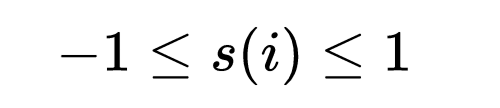 −1 ≤ s(i) ≤ 1